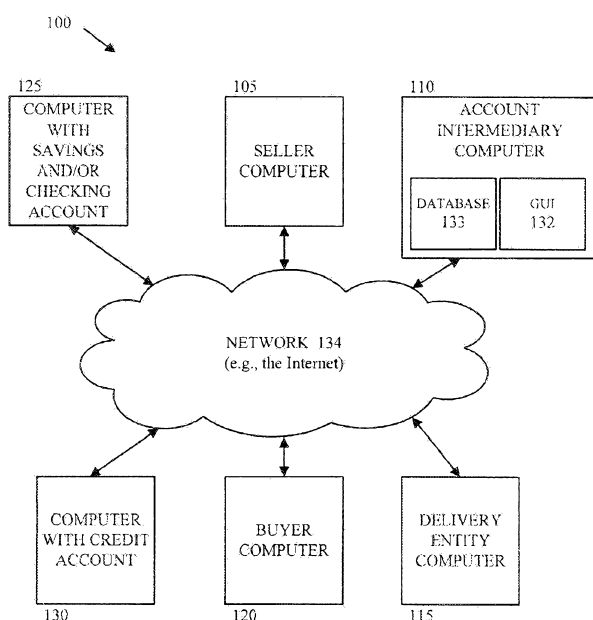 100
125
105
110
COMPUTER
WITH
SAVINGS
AND/OR
CHECKING
ACCOUNT
SELLER
COMPUTER
ACCOUNT
INTERMEDIARY
COMPUTER
DATABASE
133
GUI
132
NETWORK 134
(e.g., the Internet)
COMPUTER
WITH CREDIT
ACCOUNT
BUYER
COMPUTER
DELIVERY
ENTITY
COMPUTER
130
120
115